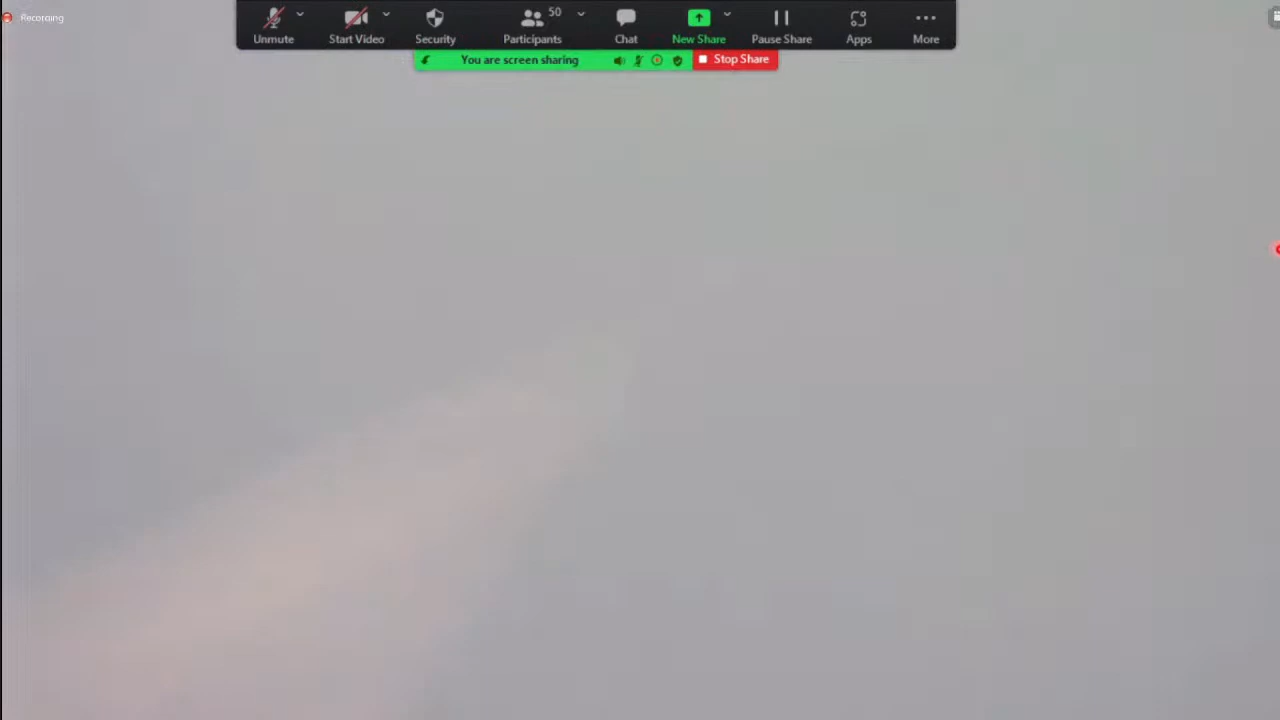 Recording
Unmute
Start Video
Security
50
Participants
Chat
New Share
Pause Share
Apps
More
You are screen sharing
Stop Share